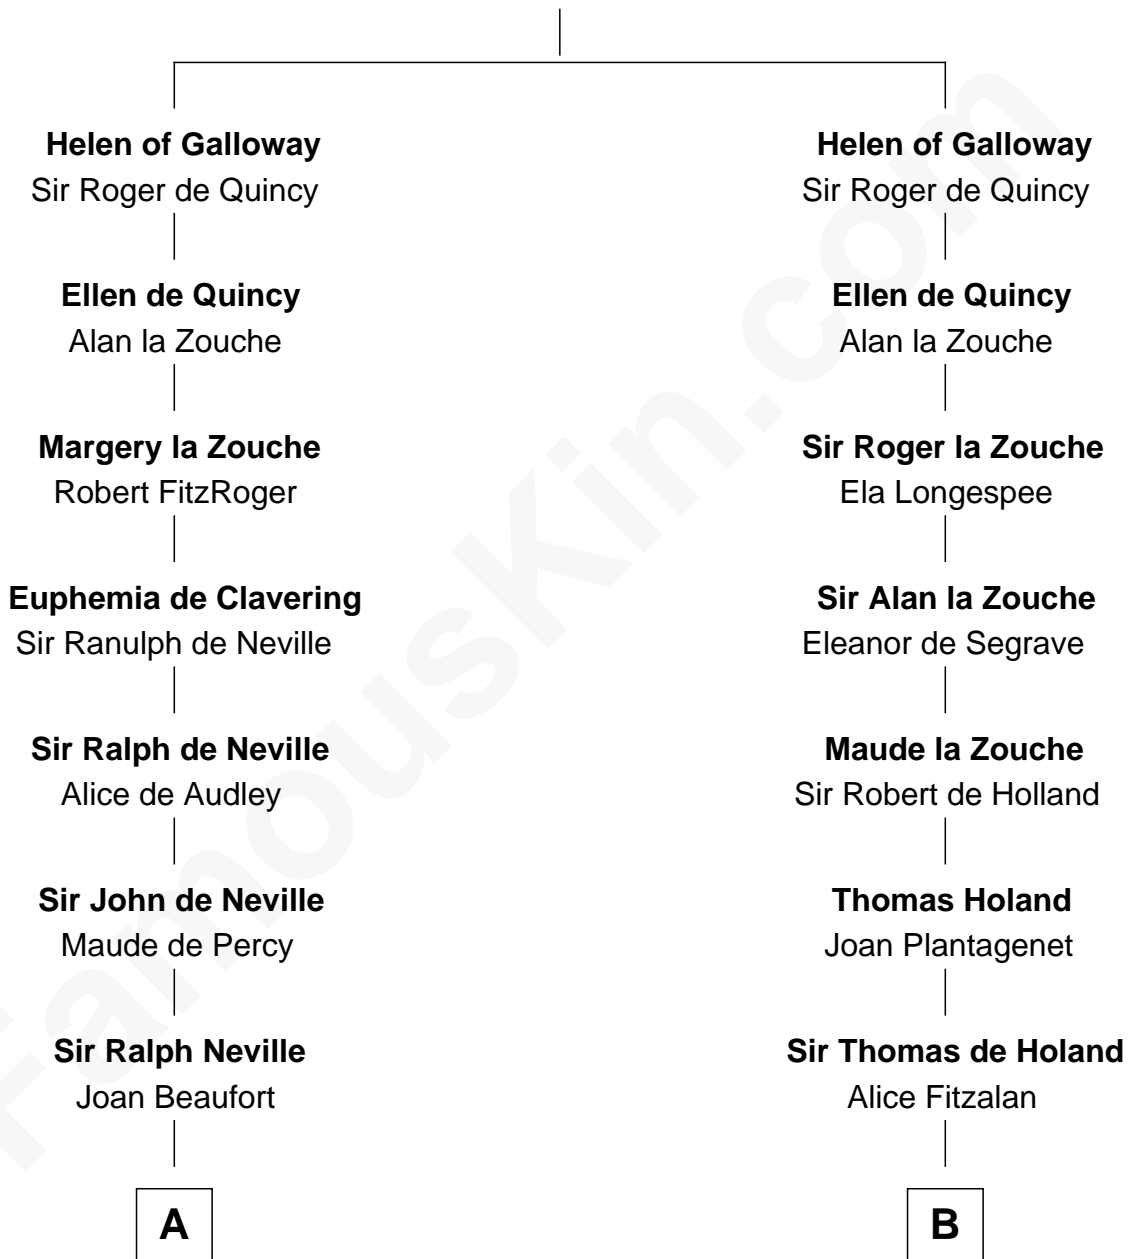 Helen of Galloway
Sir Roger de Quincy
Ellen de Quincy
Alan la Zouche
Margery la Zouche
Robert FitzRoger
Euphemia de Clavering
Sir Ranulph de Neville
Sir Ralph de Neville
Alice de Audley
Sir John de Neville
Maude de Percy
Sir Ralph Neville
Joan Beaufort
A
Helen of Galloway
Sir Roger de Quincy
Ellen de Quincy
Alan la Zouche
Sir Roger la Zouche
Ela Longespee
Sir Alan la Zouche
Eleanor de Segrave
Maude la Zouche
Sir Robert de Holland
Thomas Holand
Joan Plantagenet
Sir Thomas de Holand
Alice Fitzalan
B
FamousKin.com